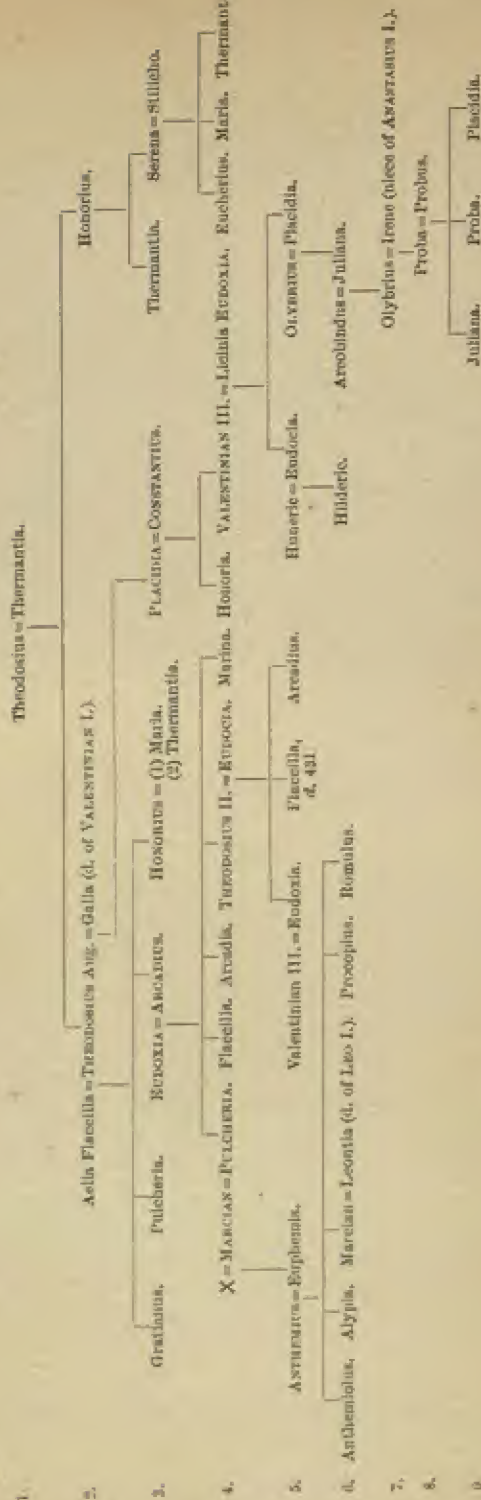 1. Theodosius = Thermantia.
2. Aelia Flaccilla = THEODOSIUS Aug. = Galla (d. of VALENTINIAN I.). Honorius.
3. Gratianus. Pulcheria. EUDOXIA = ARCADIUS. HONORIUS = (1) Maria. PLACIDIA = CONSTANTIUS. Thermantia. Serena = Stilicho.
(2) Thermantia.
4. X = MARCIAN = PULCHERIA. Flaccilla. Arcadia. THEODOSIUS II. = EUDOCIA. Marina. Honoria. VALENTINIAN III. = Licinia EUDOXIA. Eucherius. Maria. Thermant
5. ANTHEMIUS = Euphemia. Valentinian III. = Eudoxia. Flaccilla, Arcadius. Huneric = Eudocia. OLYBRIUS = Placidia.
d. 431
6. Anthemiolus. Alypia. Marcian = Leontia (d. of LEO I.). Procopius. Romulus. Hilderic. Areobindus = Juliana.
7. Olybrius = Irene (niece of ANASTASIUS I.).
8. Proba = Probus.
9. Juliana. Proba. Placidia.